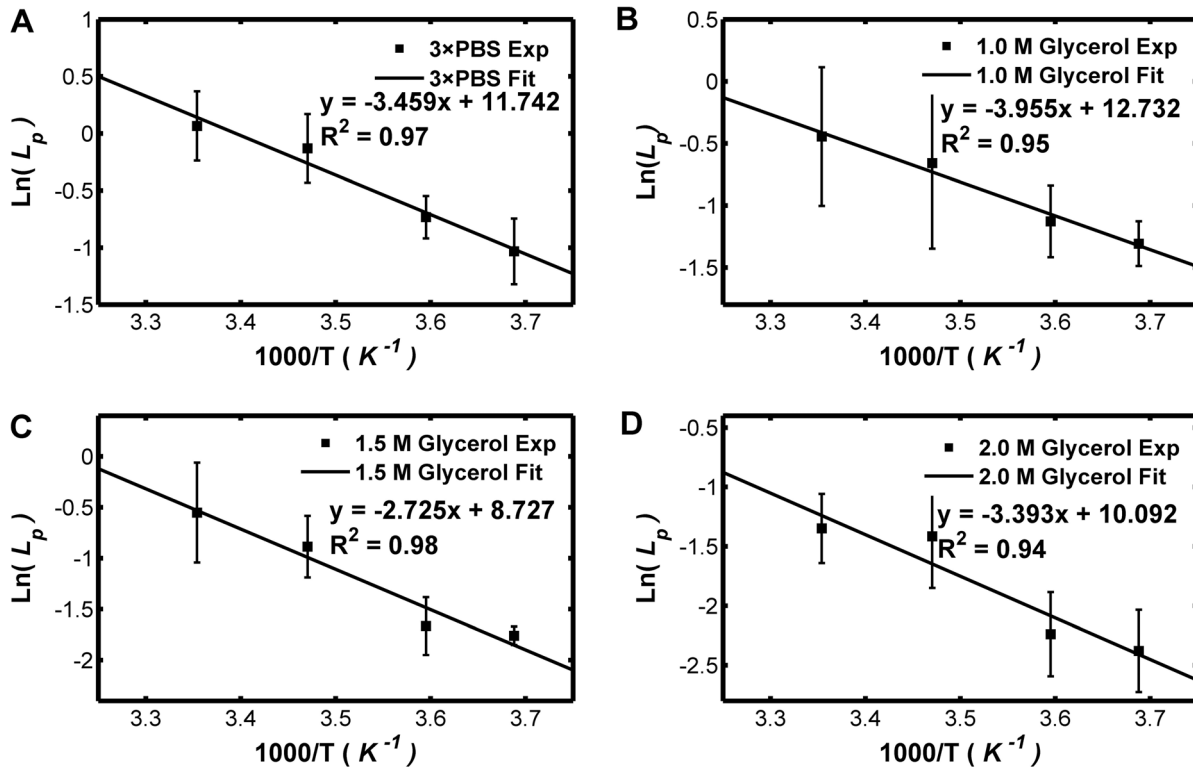 A
3×PBS Exp
3×PBS Fit
y = -3.459x + 11.742
R² = 0.97
Ln( Lp )
1
0.5
0
-0.5
-1
-1.5
3.3 3.4 3.5 3.6 3.7
1000/T ( K⁻¹ )
B
1.0 M Glycerol Exp
1.0 M Glycerol Fit
y = -3.955x + 12.732
R² = 0.95
Ln( Lp )
0.5
0
-0.5
-1
-1.5
3.3 3.4 3.5 3.6 3.7
1000/T ( K⁻¹ )
C
1.5 M Glycerol Exp
1.5 M Glycerol Fit
y = -2.725x + 8.727
R² = 0.98
Ln( Lp )
0
-0.5
-1
-1.5
-2
3.3 3.4 3.5 3.6 3.7
1000/T ( K⁻¹ )
D
2.0 M Glycerol Exp
2.0 M Glycerol Fit
y = -3.393x + 10.092
R² = 0.94
Ln( Lp )
-0.5
-1
-1.5
-2
-2.5
3.3 3.4 3.5 3.6 3.7
1000/T ( K⁻¹ )